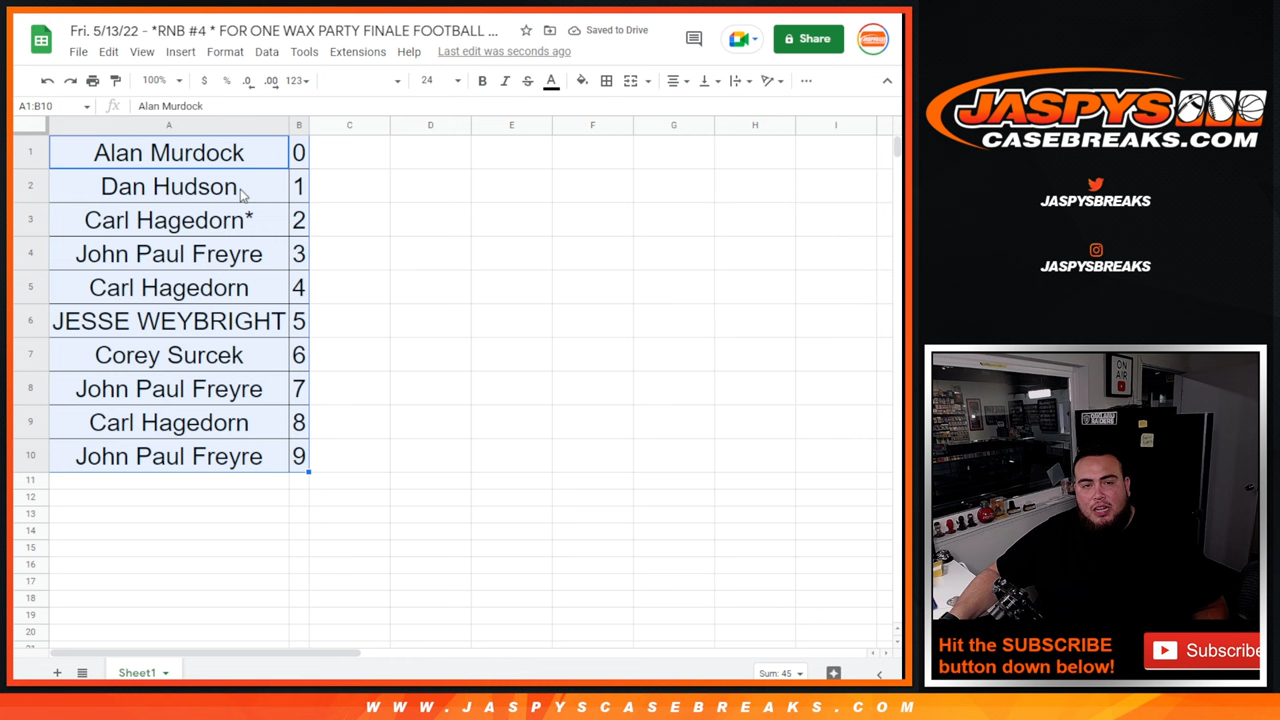 Fri. 5/13/22 - *RNB #4 * FOR ONE WAX PARTY FINALE FOOTBALL ...
Saved to Drive
Share
File Edit View Insert Format Data Tools Extensions Help Last edit was seconds ago
100% $ % .0 .00 123 24 B I S A
A1:B10 fx Alan Murdock
A B C D E F G H I
1 Alan Murdock 0
2 Dan Hudson 1
3 Carl Hagedorn* 2
4 John Paul Freyre 3
5 Carl Hagedorn 4
6 JESSE WEYBRIGHT 5
7 Corey Surcek 6
8 John Paul Freyre 7
9 Carl Hagedorn 8
10 John Paul Freyre 9
11
12
13
14
15
16
17
18
19
20
Sheet1
Sum: 45
JASPYS
CASEBREAKS.COM
JASPYSBREAKS
JASPYSBREAKS
ON
AIR
Hit the SUBSCRIBE
button down below!
Subscribe
WWW.JASPYSCASEBREAKS.COM